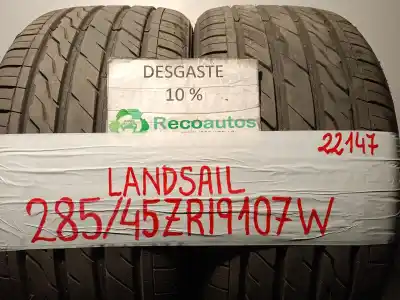 DESGASTE
10 %
Recoautos
22147
LANDSAIL
285/45ZR19107W